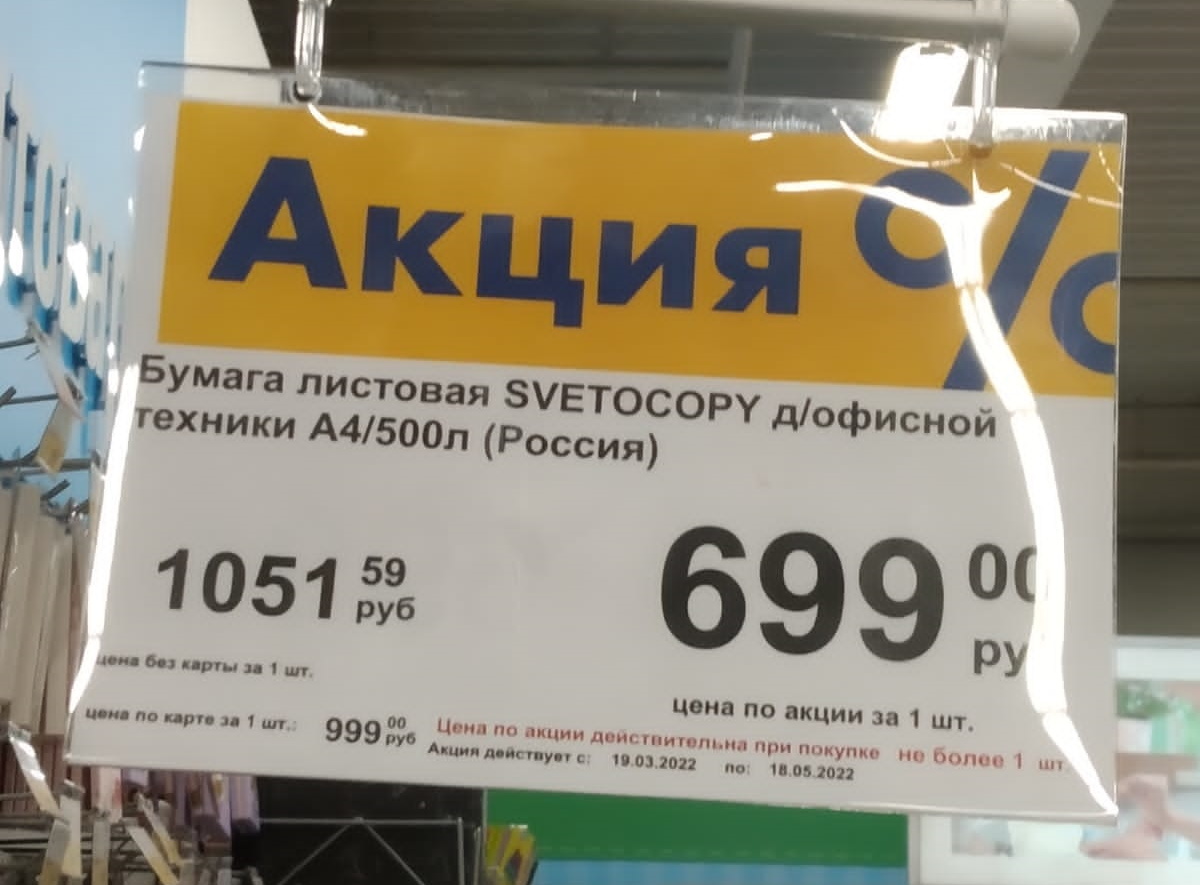 Акция %
Бумага листовая SVETOCOPY д/офисной
техники А4/500л (Россия)
1051 59 руб
699 00
цена без карты за 1 шт.
цена по акции за 1 шт.
цена по карте за 1 шт.: 999 00 руб
Цена по акции действительна при покупке не более 1 шт.
Акция действует с: 19.03.2022 по: 18.05.2022